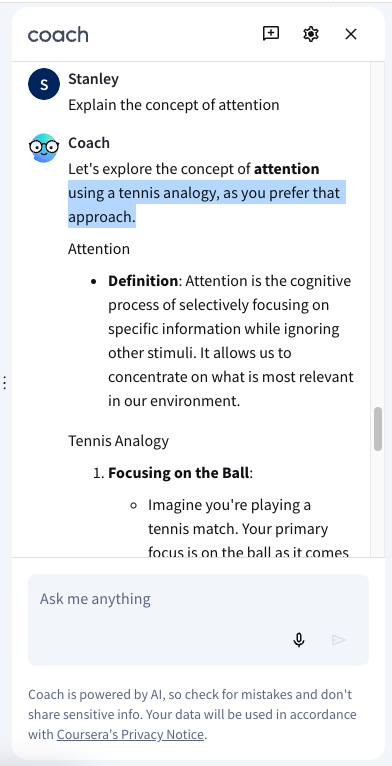 coach
S
Stanley
Explain the concept of attention
Coach
Let's explore the concept of attention
using a tennis analogy, as you prefer that
approach.
Attention
• Definition: Attention is the cognitive
process of selectively focusing on
specific information while ignoring
other stimuli. It allows us to
concentrate on what is most relevant
in our environment.
Tennis Analogy
1. Focusing on the Ball:
◦ Imagine you're playing a
tennis match. Your primary
focus is on the ball as it comes
Ask me anything
Coach is powered by AI, so check for mistakes and don't
share sensitive info. Your data will be used in accordance
with Coursera's Privacy Notice.